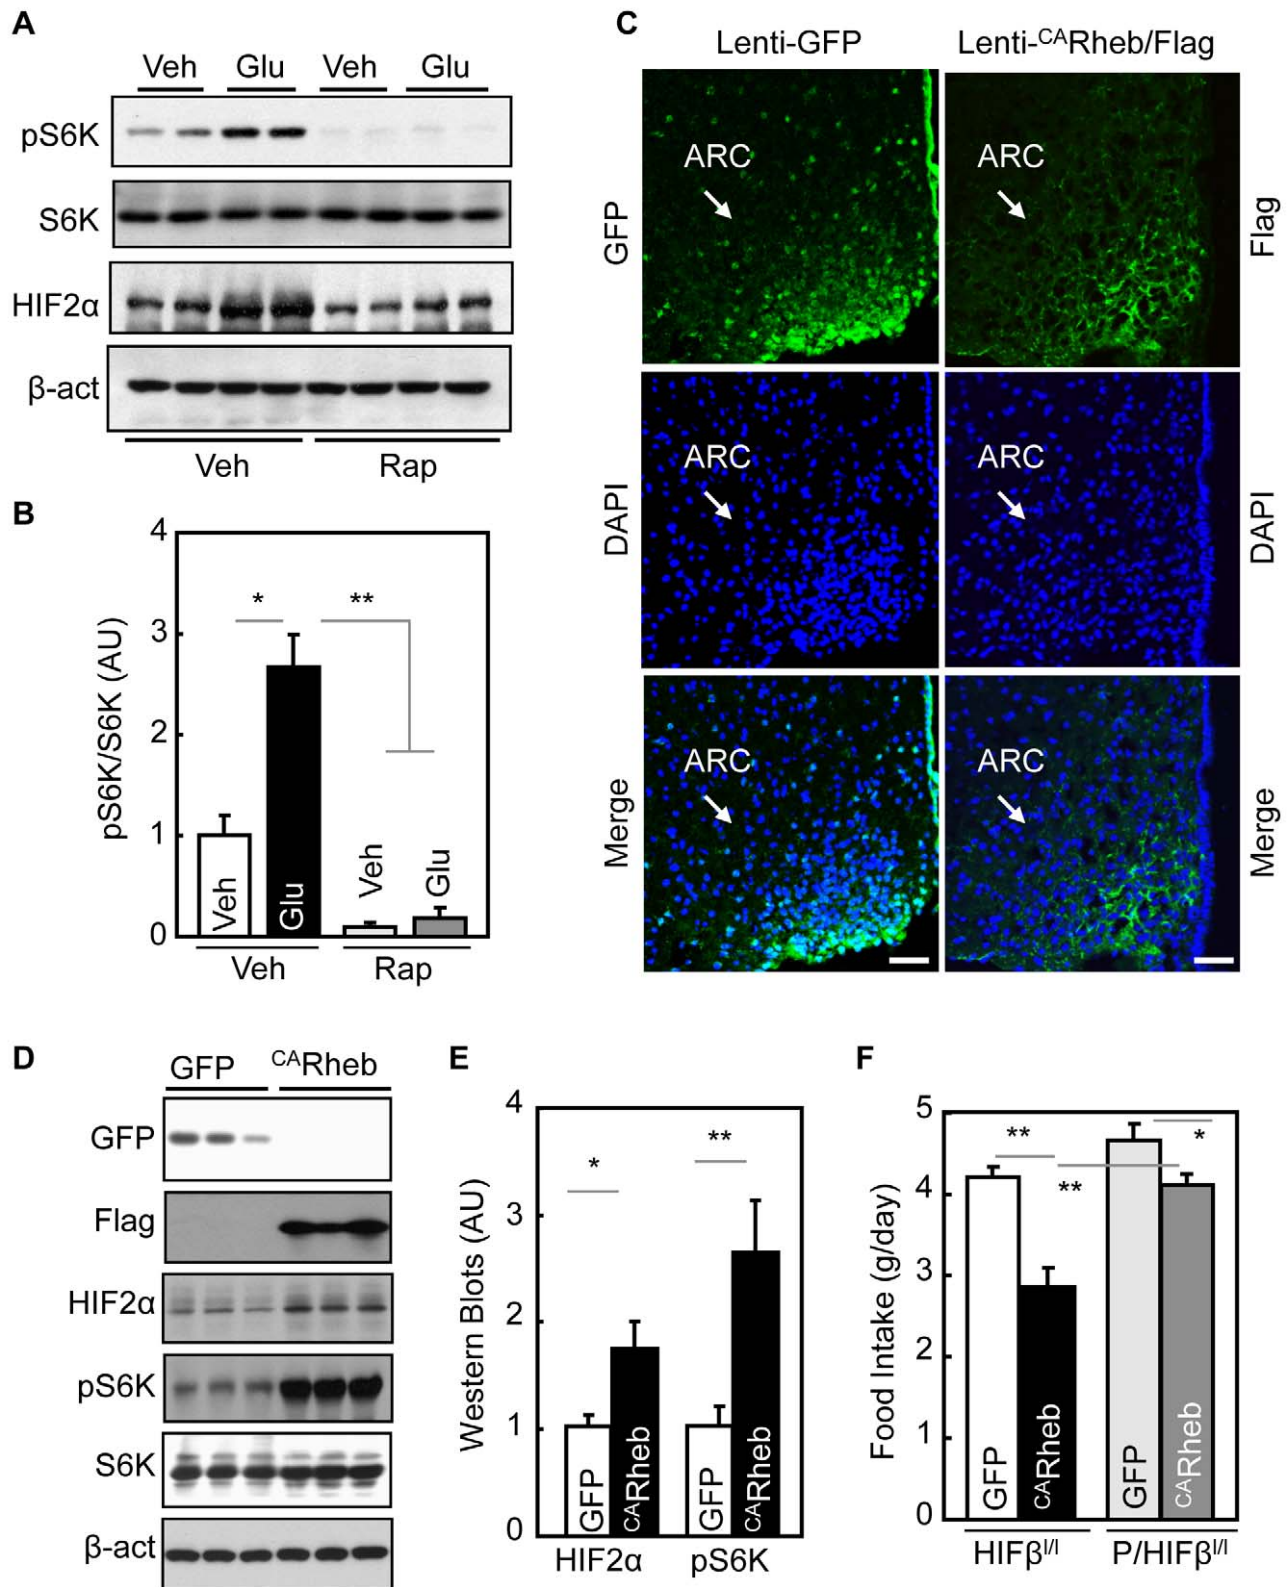 A
Veh Glu Veh Glu
pS6K
S6K
HIF2α
β-act
Veh Rap
B
pS6K/S6K (AU)
4
3
2
1
0
* **
Veh Glu Veh Glu
Veh Rap
C
Lenti-GFP Lenti-CARheb/Flag
GFP ARC ARC Flag
DAPI ARC ARC DAPI
Merge ARC ARC Merge
D
GFP CARheb
GFP
Flag
HIF2α
pS6K
S6K
β-act
E
Western Blots (AU)
4
3
2
1
0
* **
GFP CARheb GFP CARheb
HIF2α pS6K
F
Food Intake (g/day)
5
4
3
2
1
0
** ** *
GFP CARheb GFP CARheb
HIFβl/l P/HIFβl/l